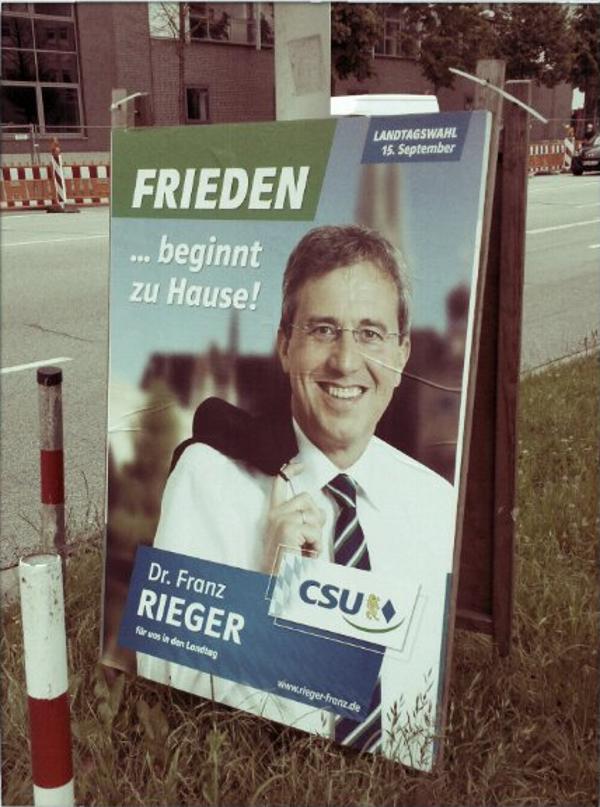 LANDTAGSWAHL
15. September
FRIEDEN
... beginnt
zu Hause!
Dr. Franz
RIEGER
für uns in den Landtag
CSU
www.rieger-franz.de